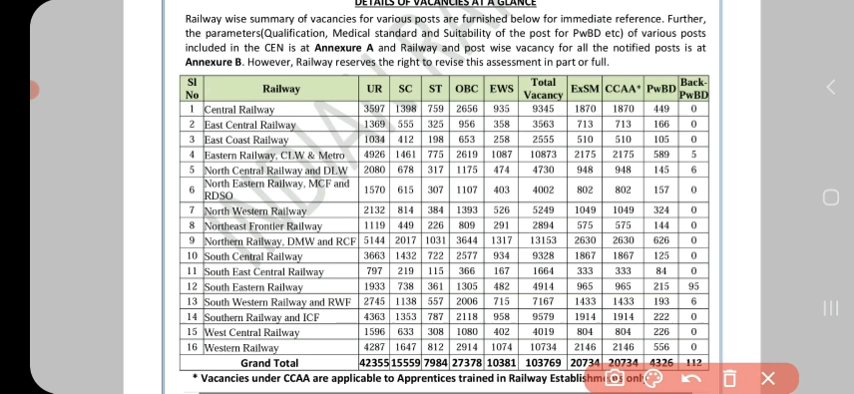 DETAILS OF VACANCIES AT A GLANCE
Railway wise summary of vacancies for various posts are furnished below for immediate reference. Further,
the parameters(Qualification, Medical standard and Suitability of the post for PwBD etc) of various posts
included in the CEN is at Annexure A and Railway and post wise vacancy for all the notified posts is at
Annexure B. However, Railway reserves the right to revise this assessment in part or full.
Sl No Railway UR SC ST OBC EWS Total Vacancy ExSM CCAA* PwBD Back-PwBD
1 Central Railway 3597 1398 759 2656 935 9345 1870 1870 449 0
2 East Central Railway 1369 555 325 956 358 3563 713 713 166 0
3 East Coast Railway 1034 412 198 653 258 2555 510 510 105 0
4 Eastern Railway, CLW & Metro 4926 1461 775 2619 1087 10873 2175 2175 589 5
5 North Central Railway and DLW 2080 678 317 1175 474 4730 948 948 145 6
6 North Eastern Railway, MCF and RDSO 1570 615 307 1107 403 4002 802 802 157 0
7 North Western Railway 2132 814 384 1393 526 5249 1049 1049 324 0
8 Northeast Frontier Railway 1119 449 226 809 291 2894 575 575 144 0
9 Northern Railway, DMW and RCF 5144 2017 1031 3644 1317 13153 2630 2630 626 0
10 South Central Railway 3663 1432 722 2577 934 9328 1867 1867 125 0
11 South East Central Railway 797 219 115 366 167 1664 333 333 84 0
12 South Eastern Railway 1933 738 361 1305 482 4914 965 965 215 95
13 South Western Railway and RWF 2745 1138 557 2006 715 7167 1433 1433 193 6
14 Southern Railway and ICF 4363 1353 787 2118 958 9579 1914 1914 222 0
15 West Central Railway 1596 633 308 1080 402 4019 804 804 226 0
16 Western Railway 4287 1647 812 2914 1074 10734 2146 2146 556 0
Grand Total 42355 15559 7984 27378 10381 103769 20734 20734 4326 112
* Vacancies under CCAA are applicable to Apprentices trained in Railway